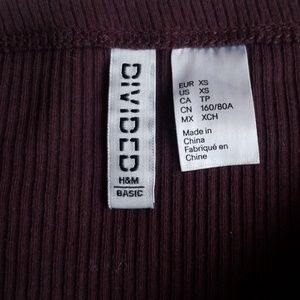 DIVIDED
H&M
BASIC
EUR XS
US XS
CA TP
CN 160/80A
MX XCH
Made in
China
Fabriqué en
Chine